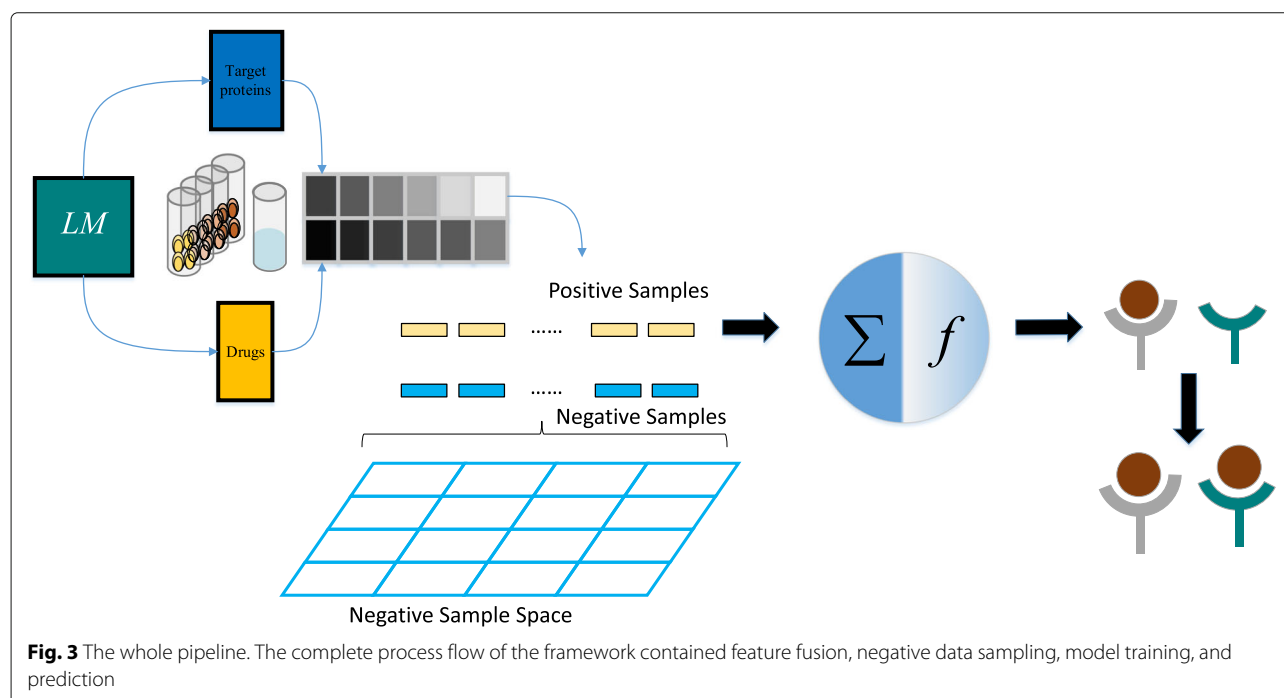 Target
proteins
LM
Drugs
Positive Samples
......
......
Negative Samples
Negative Sample Space
∑ f
Fig. 3 The whole pipeline. The complete process flow of the framework contained feature fusion, negative data sampling, model training, and
prediction